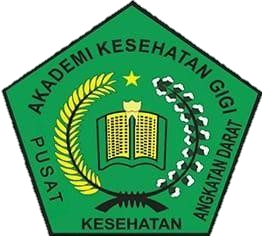 AKADEMI KESEHATAN GIGI
PUSAT
KESEHATAN
ANGKATAN DARAT